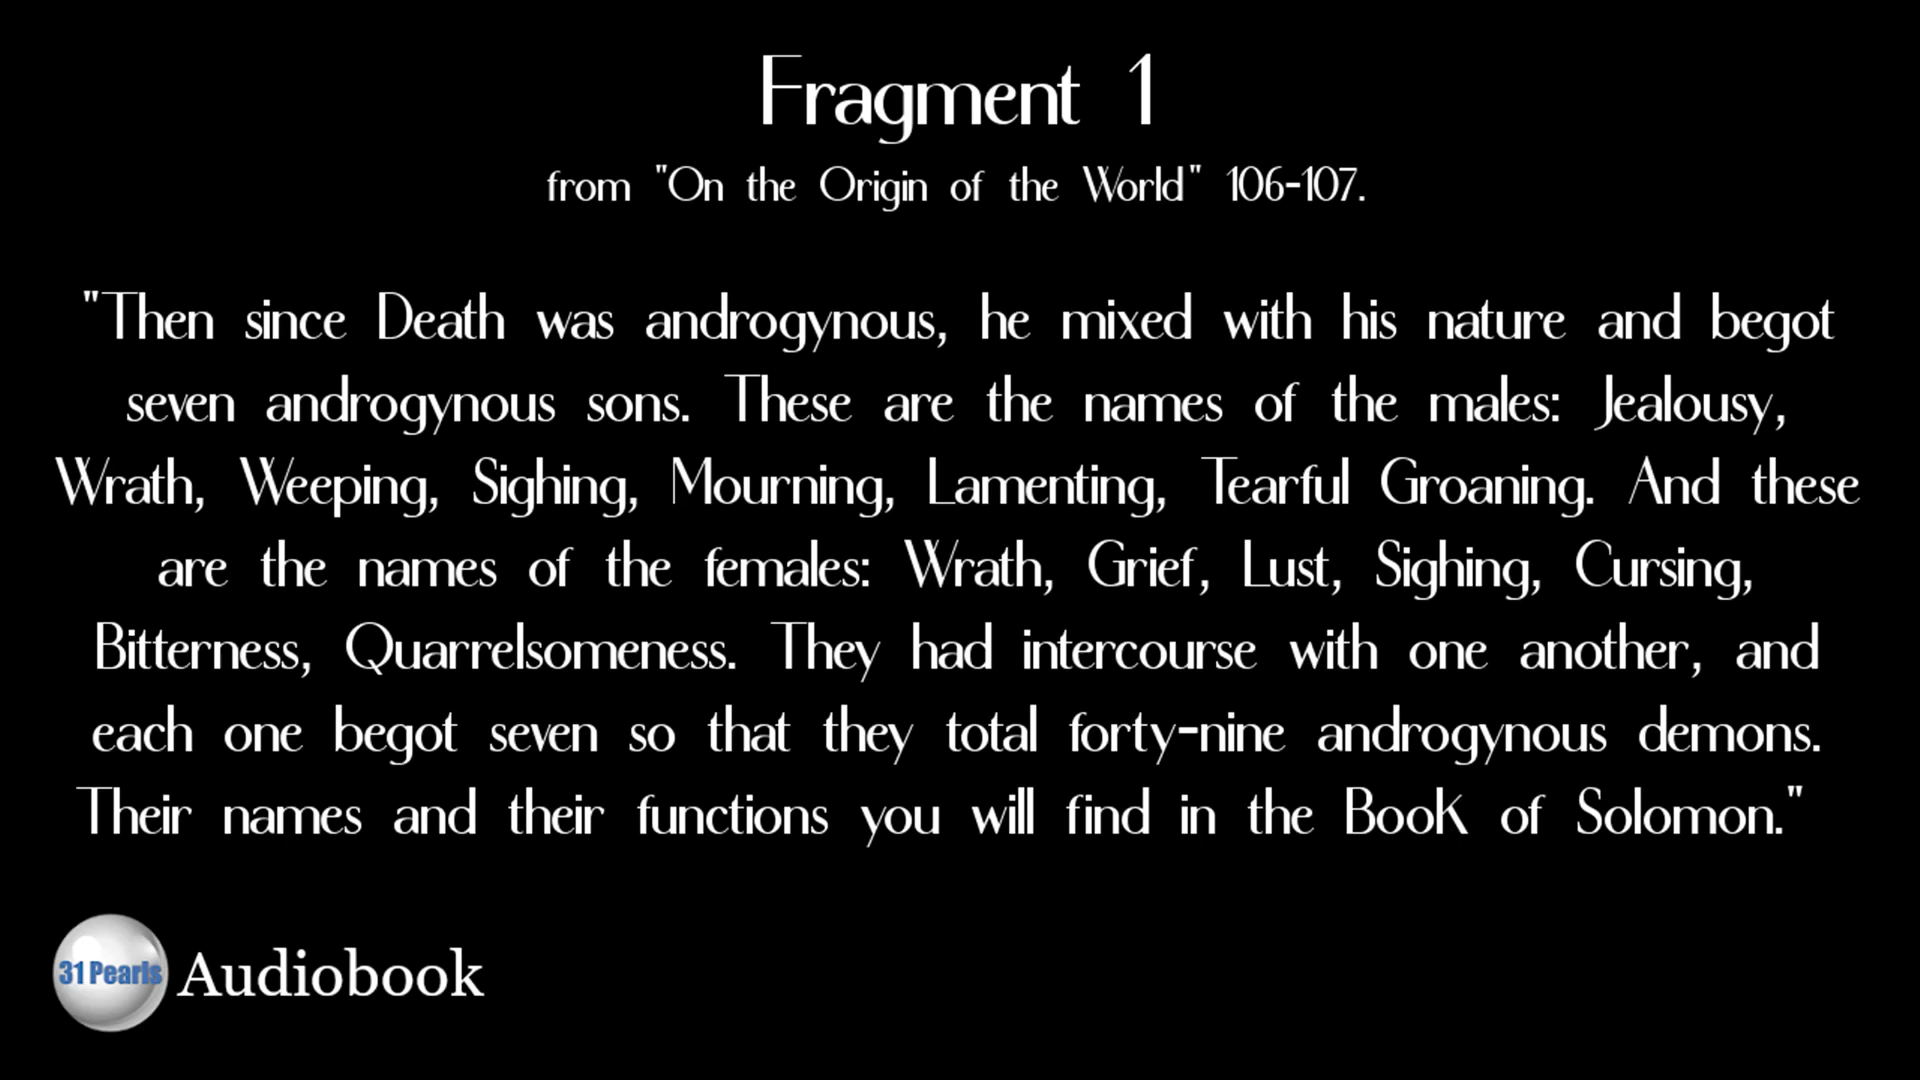 Fragment 1
from "On the Origin of the World" 106-107.
"Then since Death was androgynous, he mixed with his nature and begot
seven androgynous sons. These are the names of the males: Jealousy,
Wrath, Weeping, Sighing, Mourning, Lamenting, Tearful Groaning. And these
are the names of the females: Wrath, Grief, Lust, Sighing, Cursing,
Bitterness, Quarrelsomeness. They had intercourse with one another, and
each one begot seven so that they total forty-nine androgynous demons.
Their names and their functions you will find in the Book of Solomon."
31 Pearls Audiobook